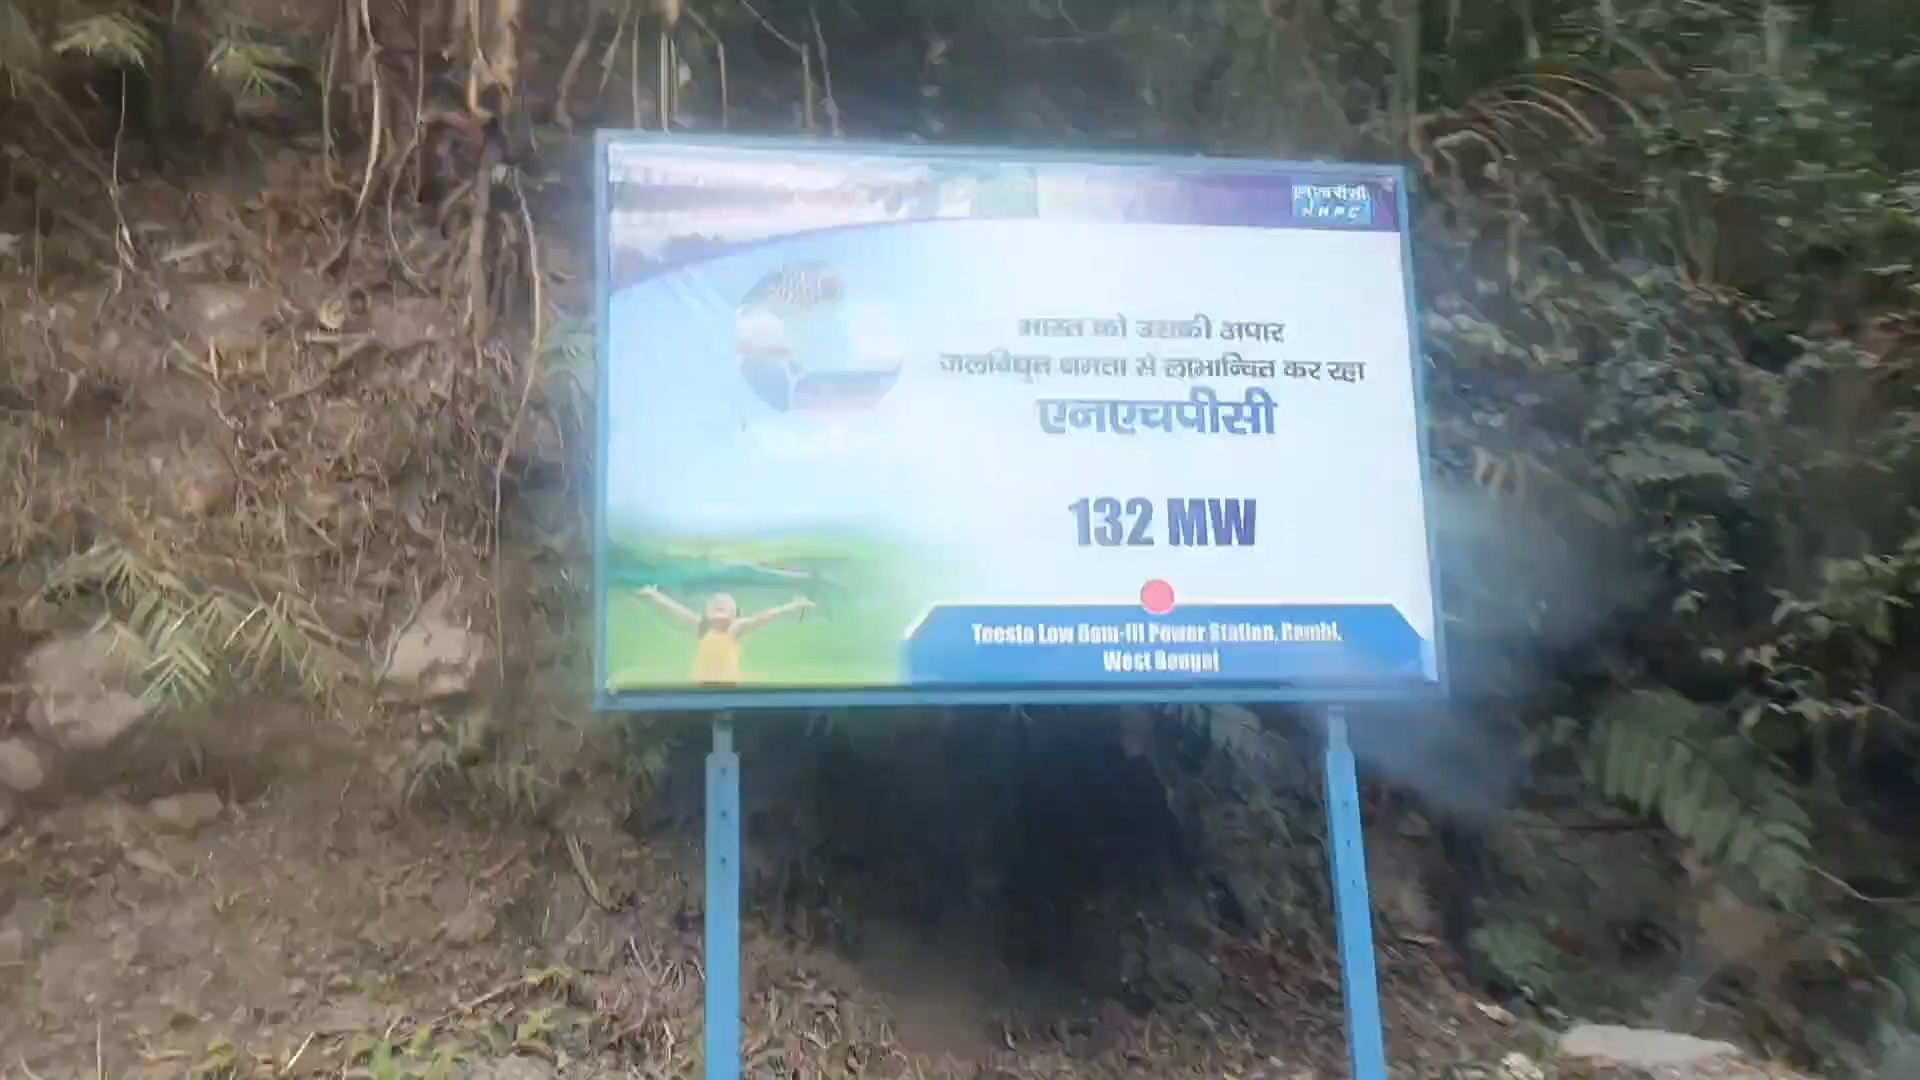 एनएचपीसी
NHPC
भारत को उसकी अपार
जलविद्युत क्षमता से लाभान्वित कर रहा
एनएचपीसी
132 MW
Teesta Low Dam-III Power Station, Rambi,
West Bengal